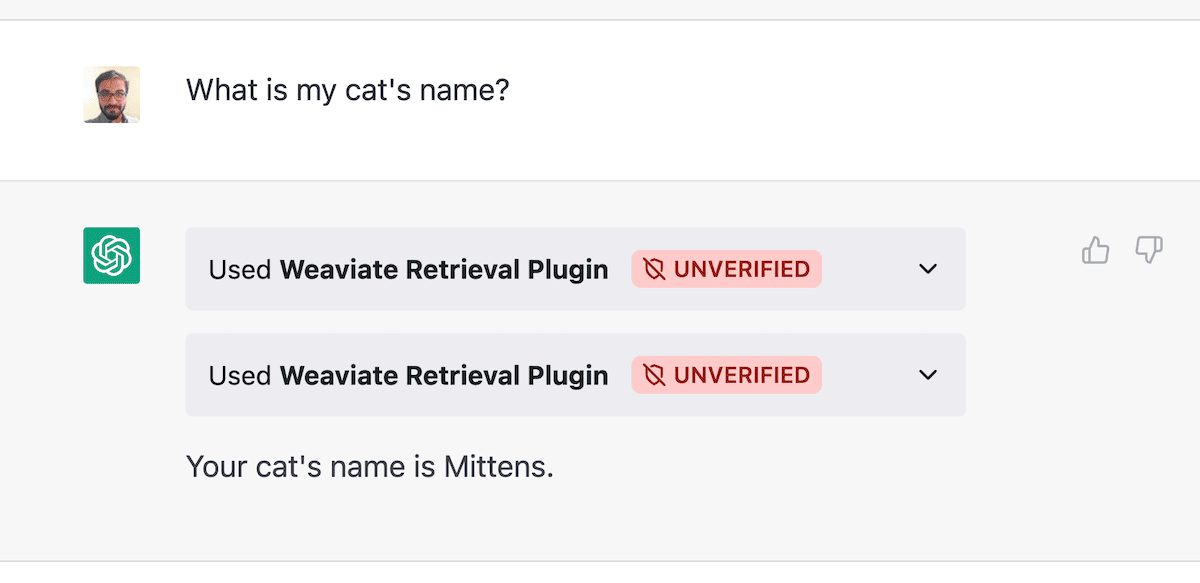 What is my cat's name?
Used Weaviate Retrieval Plugin UNVERIFIED
Used Weaviate Retrieval Plugin UNVERIFIED
Your cat's name is Mittens.